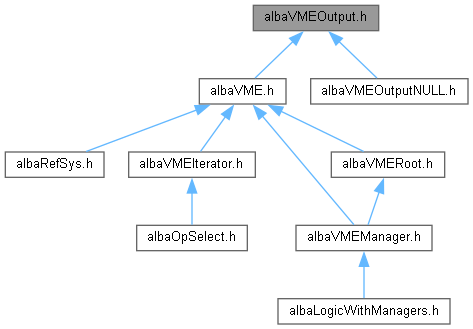 albaVMEOutput.h
albaVME.h
albaVMEOutputNULL.h
albaRefSys.h
albaVMEIterator.h
albaVMERoot.h
albaOpSelect.h
albaVMEManager.h
albaLogicWithManagers.h